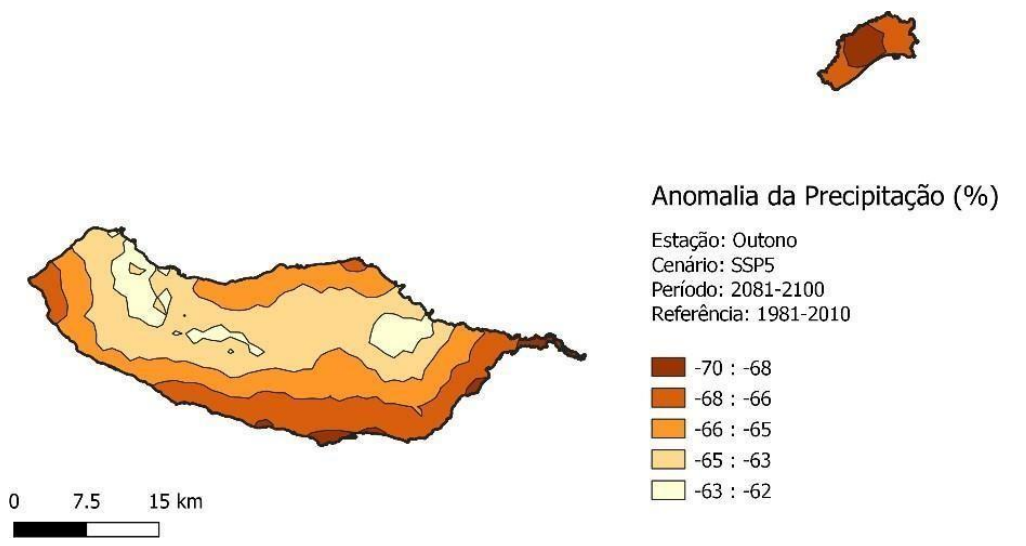 Anomalia da Precipitação (%)
Estação: Outono
Cenário: SSP5
Período: 2081-2100
Referência: 1981-2010
-70 : -68
-68 : -66
-66 : -65
-65 : -63
-63 : -62
0 7.5 15 km